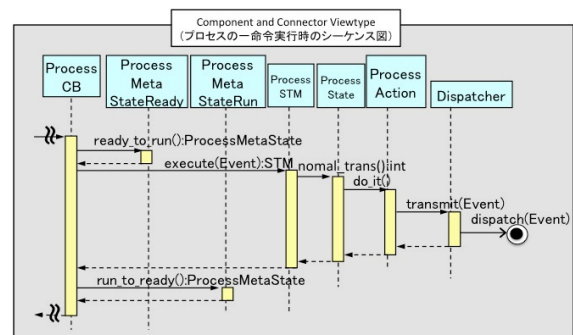 Component and Connector Viewtype
(プロセスの一命令実行時のシーケンス図)
Process
CB
Process
Meta
StateReady
Process
Meta
StateRun
Process
STM
Process
State
Process
Action
Dispatcher
ready_to_run():ProcessMetaState
execute(Event):STM
nomal_trans():int
do_it()
transmit(Event)
dispatch(Event)
run_to_ready():ProcessMetaState